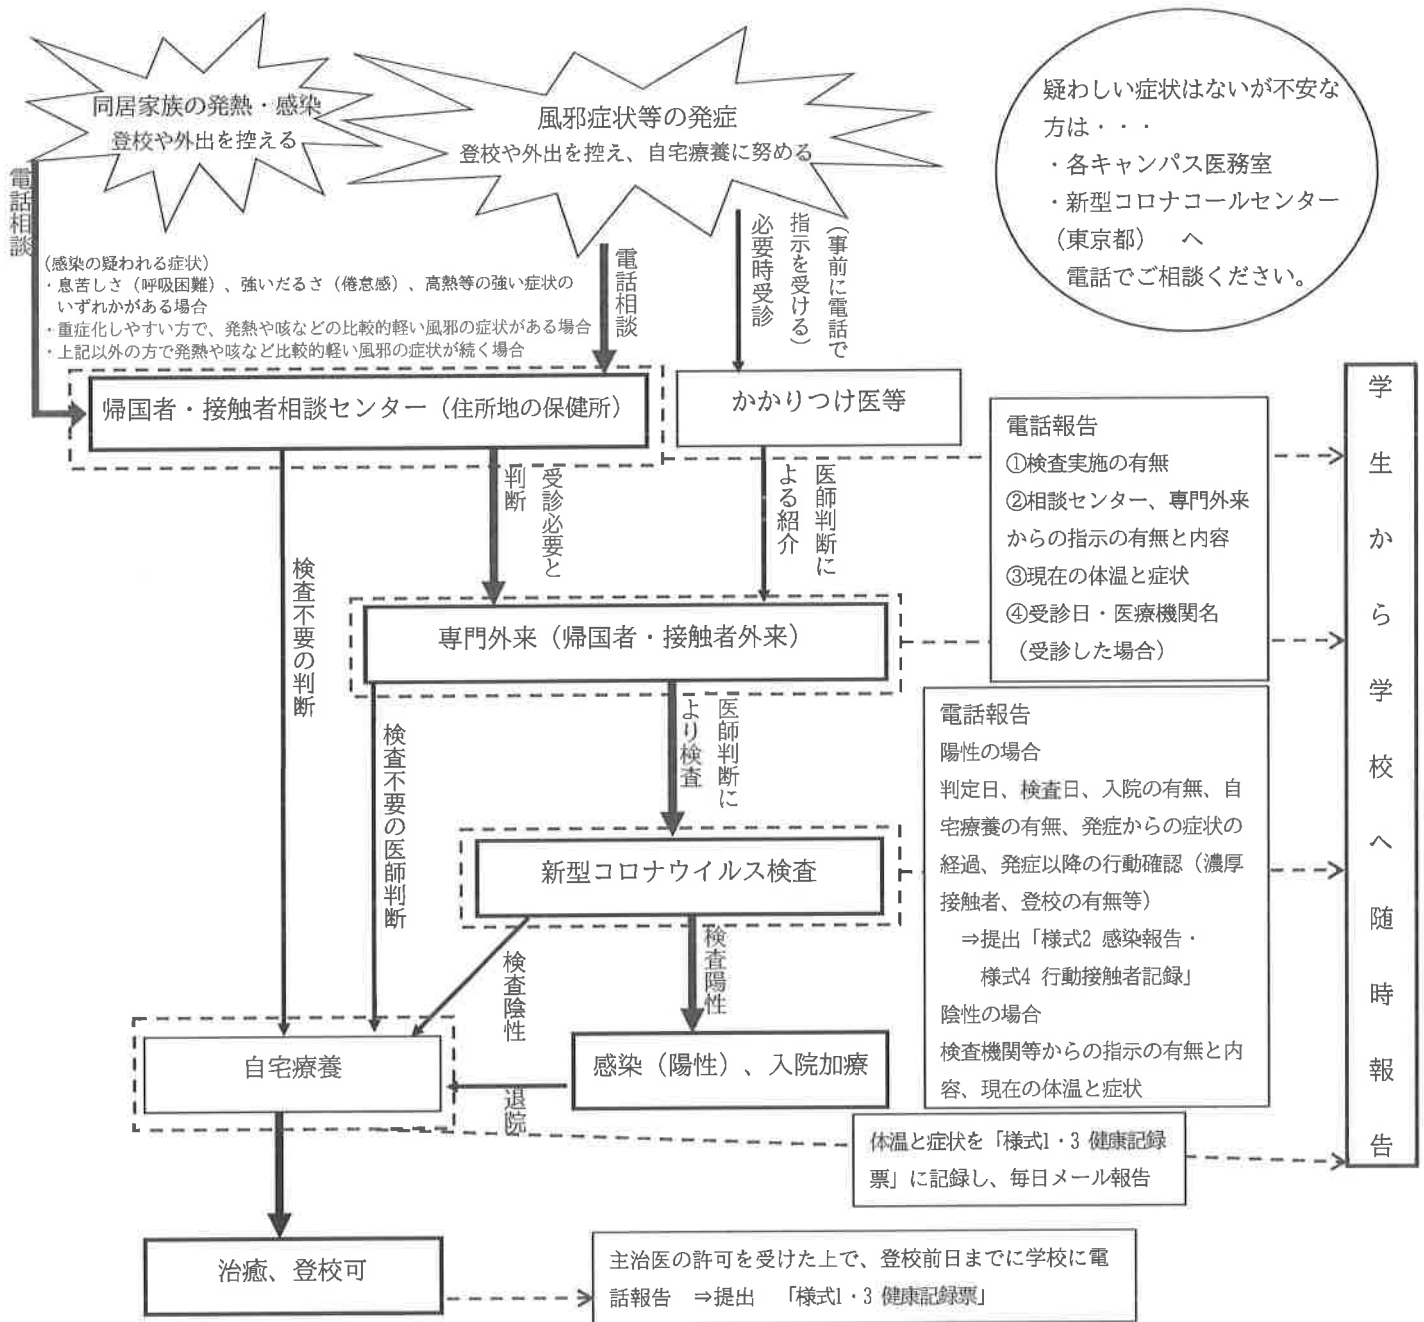 同居家族の発熱・感染
登校や外出を控える
風邪症状等の発症
登校や外出を控え、自宅療養に努める
疑わしい症状はないが不安な
方は・・・
・各キャンパス医務室
・新型コロナコールセンター
(東京都) へ
電話でご相談ください。
電話相談
(感染の疑われる症状)
・息苦しさ(呼吸困難)、強いだるさ(倦怠感)、高熱等の強い症状の
いずれかがある場合
・重症化しやすい方で、発熱や咳などの比較的軽い風邪の症状がある場合
・上記以外の方で発熱や咳など比較的軽い風邪の症状が続く場合
電話相談
必要時受診
(事前に電話で
指示を受ける)
帰国者・接触者相談センター(住所地の保健所)
かかりつけ医等
電話報告
①検査実施の有無
②相談センター、専門外来
からの指示の有無と内容
③現在の体温と症状
④受診日・医療機関名
(受診した場合)
学生から学校へ随時報告
受診必要と
判断
医師判断に
よる紹介
検査不要の判断
専門外来(帰国者・接触者外来)
検査不要の医師判断
医師判断に
より検査
電話報告
陽性の場合
判定日、検査日、入院の有無、自
宅療養の有無、発症からの症状の
経過、発症以降の行動確認(濃厚
接触者、登校の有無等)
⇒提出「様式2 感染報告・
様式4 行動接触者記録」
陰性の場合
検査機関等からの指示の有無と内
容、現在の体温と症状
新型コロナウイルス検査
検査陰性
検査陽性
自宅療養
感染(陽性)、入院加療
退院
体温と症状を「様式1・3 健康記録
票」に記録し、毎日メール報告
治癒、登校可
主治医の許可を受けた上で、登校前日までに学校に電
話報告 ⇒提出 「様式1・3 健康記録票」